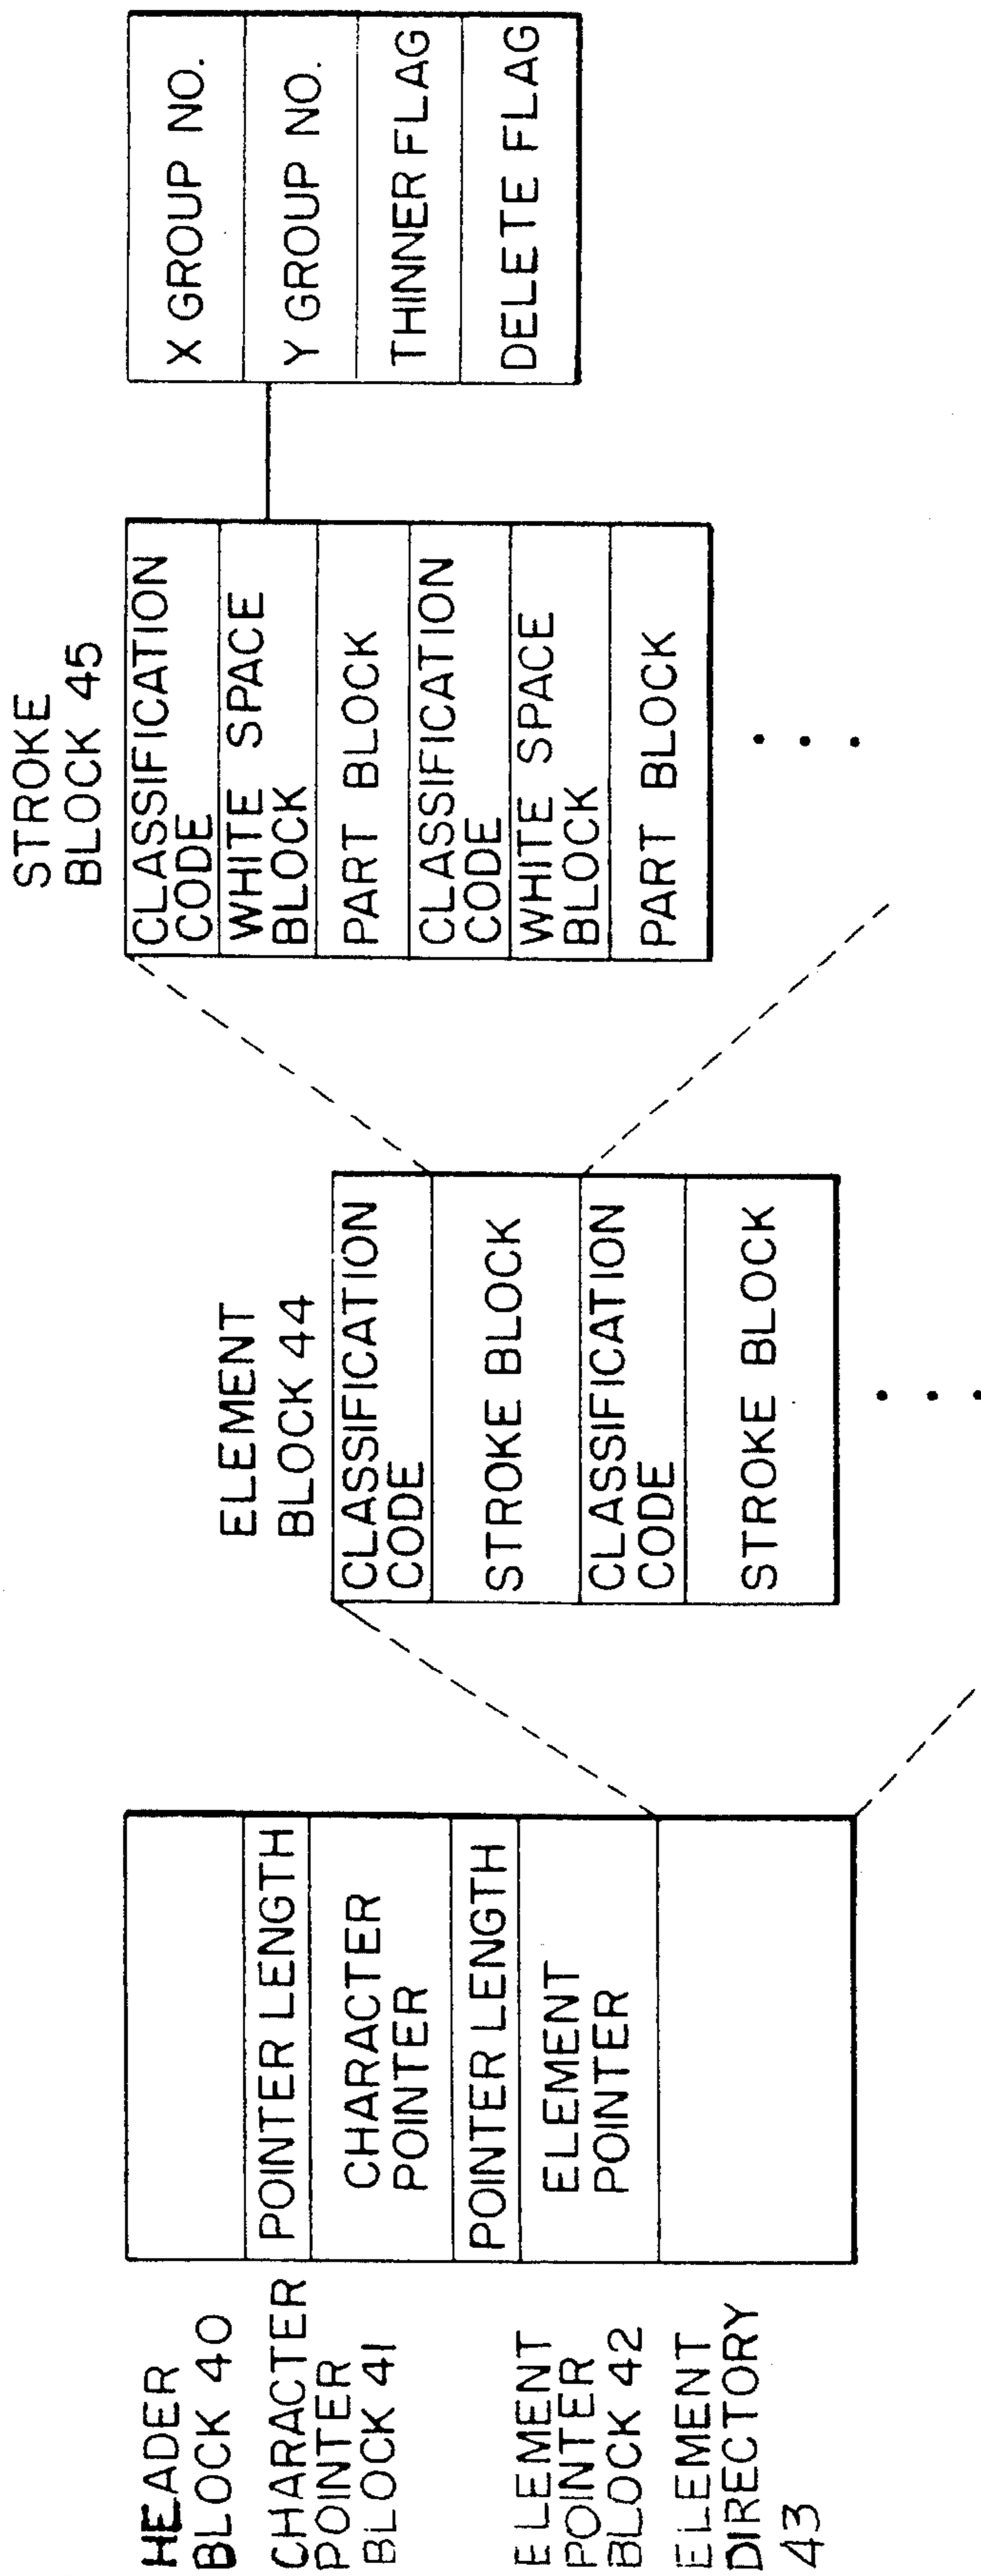 HEADER
BLOCK 40
CHARACTER
POINTER
BLOCK 41
ELEMENT
POINTER
BLOCK 42
ELEMENT
DIRECTORY
43
POINTER LENGTH
CHARACTER
POINTER
POINTER LENGTH
ELEMENT
POINTER
ELEMENT
BLOCK 44
CLASSIFICATION
CODE
STROKE BLOCK
CLASSIFICATION
CODE
STROKE BLOCK
STROKE
BLOCK 45
CLASSIFICATION
CODE
WHITE SPACE
BLOCK
PART BLOCK
CLASSIFICATION
CODE
WHITE SPACE
BLOCK
PART BLOCK
X GROUP NO.
Y GROUP NO.
THINNER FLAG
DELETE FLAG